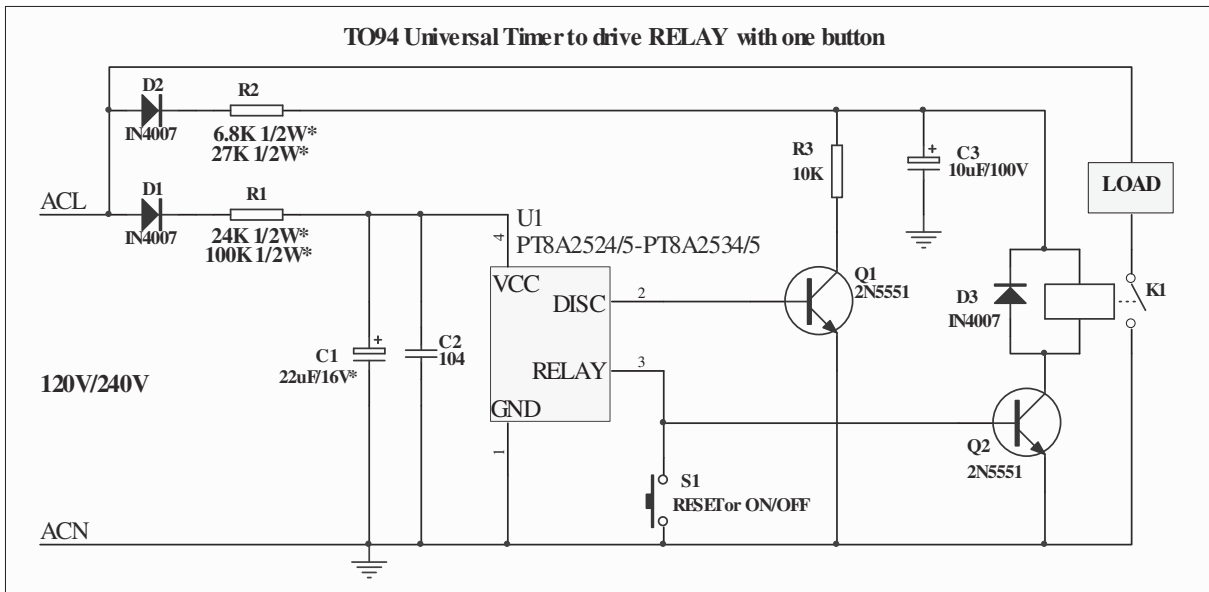 TO94 Universal Timer to drive RELAY with one button
D2
IN4007
R2
6.8K 1/2W*
27K 1/2W*
R3
10K
C3
10uF/100V
+
LOAD
ACL
D1
IN4007
R1
24K 1/2W*
100K 1/2W*
U1
PT8A2524/5-PT8A2534/5
4
VCC
DISC
2
Q1
2N5551
D3
IN4007
K1
C1
+
22uF/16V*
C2
104
RELAY
3
120V/240V
GND
1
Q2
2N5551
S1
RESET or ON/OFF
ACN